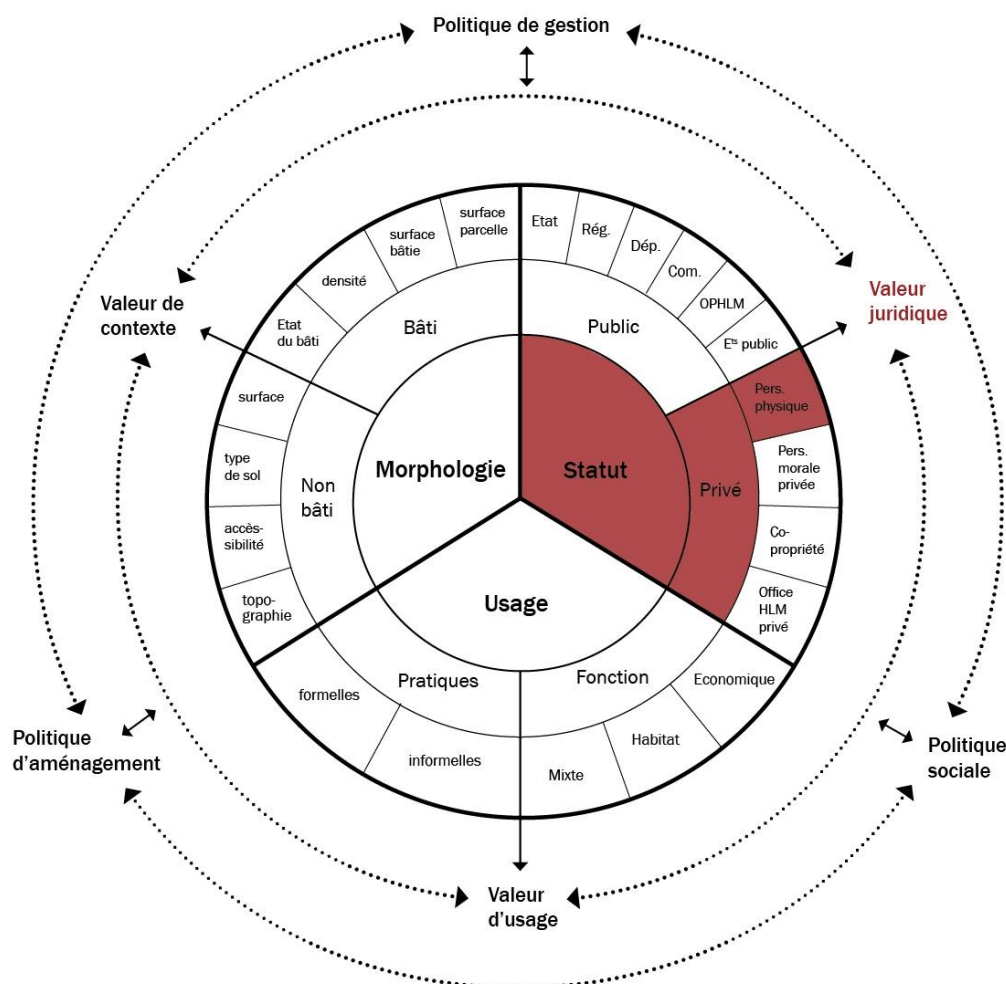 Politique de gestion
Valeur de
contexte
Valeur
juridique
Politique
d'aménagement
Politique
sociale
Valeur
d'usage
Morphologie
Statut
Usage
Bâti
Non
bâti
Public
Privé
Pratiques
Fonction
surface
parcelle
surface
bâtie
densité
Etat
du bâti
surface
type
de sol
accès-
sibilité
topo-
graphie
Etat
Rég.
Dép.
Com.
OPHLM
Ets public
Pers.
physique
Pers.
morale
privée
Co-
propriété
Office
HLM
privé
formelles
informelles
Mixte
Habitat
Economique